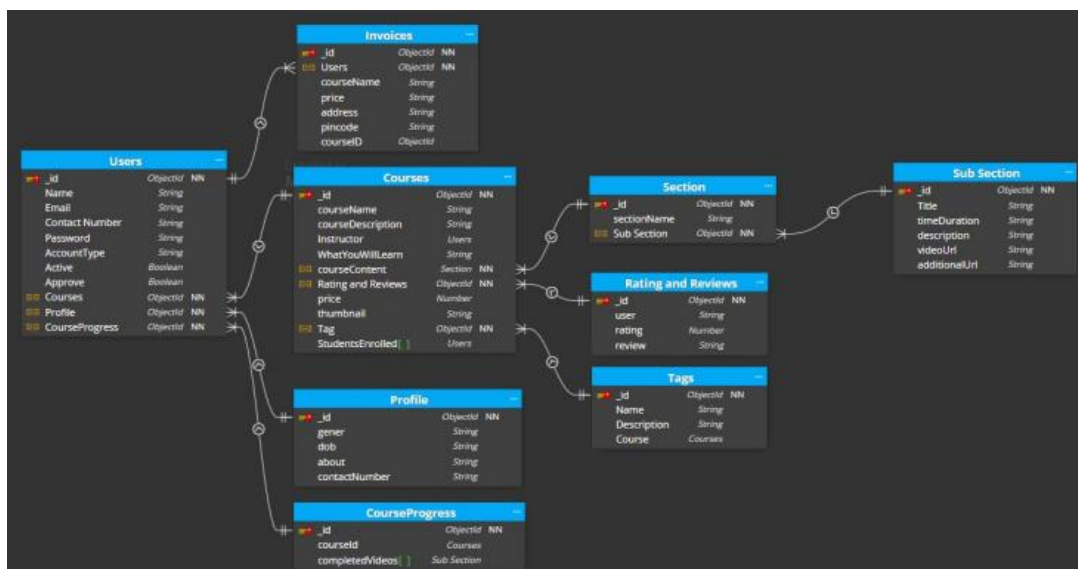 Invoices
_id ObjectId NN
Users ObjectId NN
courseName String
price String
address String
pincode String
courseID ObjectId
Users
_id ObjectId NN
Name String
Email String
Contact Number String
Password String
AccountType String
Active Boolean
Approve Boolean
Courses ObjectId NN
Profile ObjectId NN
CourseProgress ObjectId NN
Courses
_id ObjectId NN
courseName String
courseDescription String
Instructor Users
WhatYouWillLearn String
courseContent Section NN
Rating and Reviews ObjectId NN
price Number
thumbnail String
Tag ObjectId NN
StudentsEnrolled[ ] Users
Profile
_id ObjectId NN
gener String
dob String
about String
contactNumber String
CourseProgress
_id ObjectId NN
courseId Courses
completedVideos[ ] Sub Section
Section
_id ObjectId NN
sectionName String
Sub Section ObjectId NN
Rating and Reviews
_id ObjectId NN
user String
rating Number
review String
Tags
_id ObjectId NN
Name String
Description String
Course Courses
Sub Section
_id ObjectId NN
Title String
timeDuration String
description String
videoUrl String
additionalUrl String